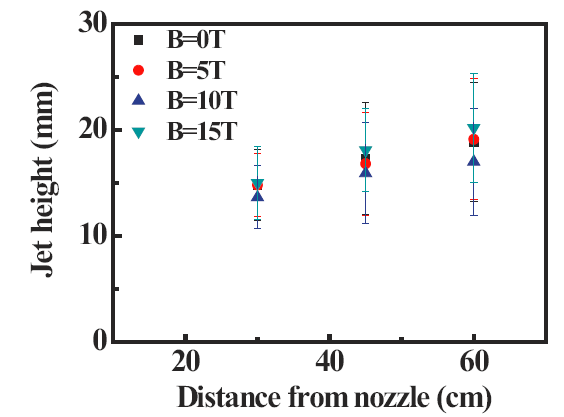 30
B=0T
B=5T
B=10T
B=15T
20
10
0
Jet height (mm)
20 40 60
Distance from nozzle (cm)